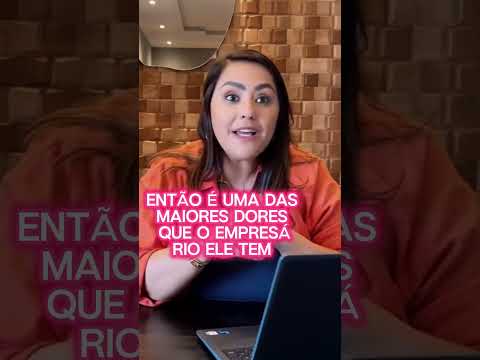 ENTÃO É UMA DAS
MAIORES DORES
QUE O EMPRESÁ
RIO ELE TEM